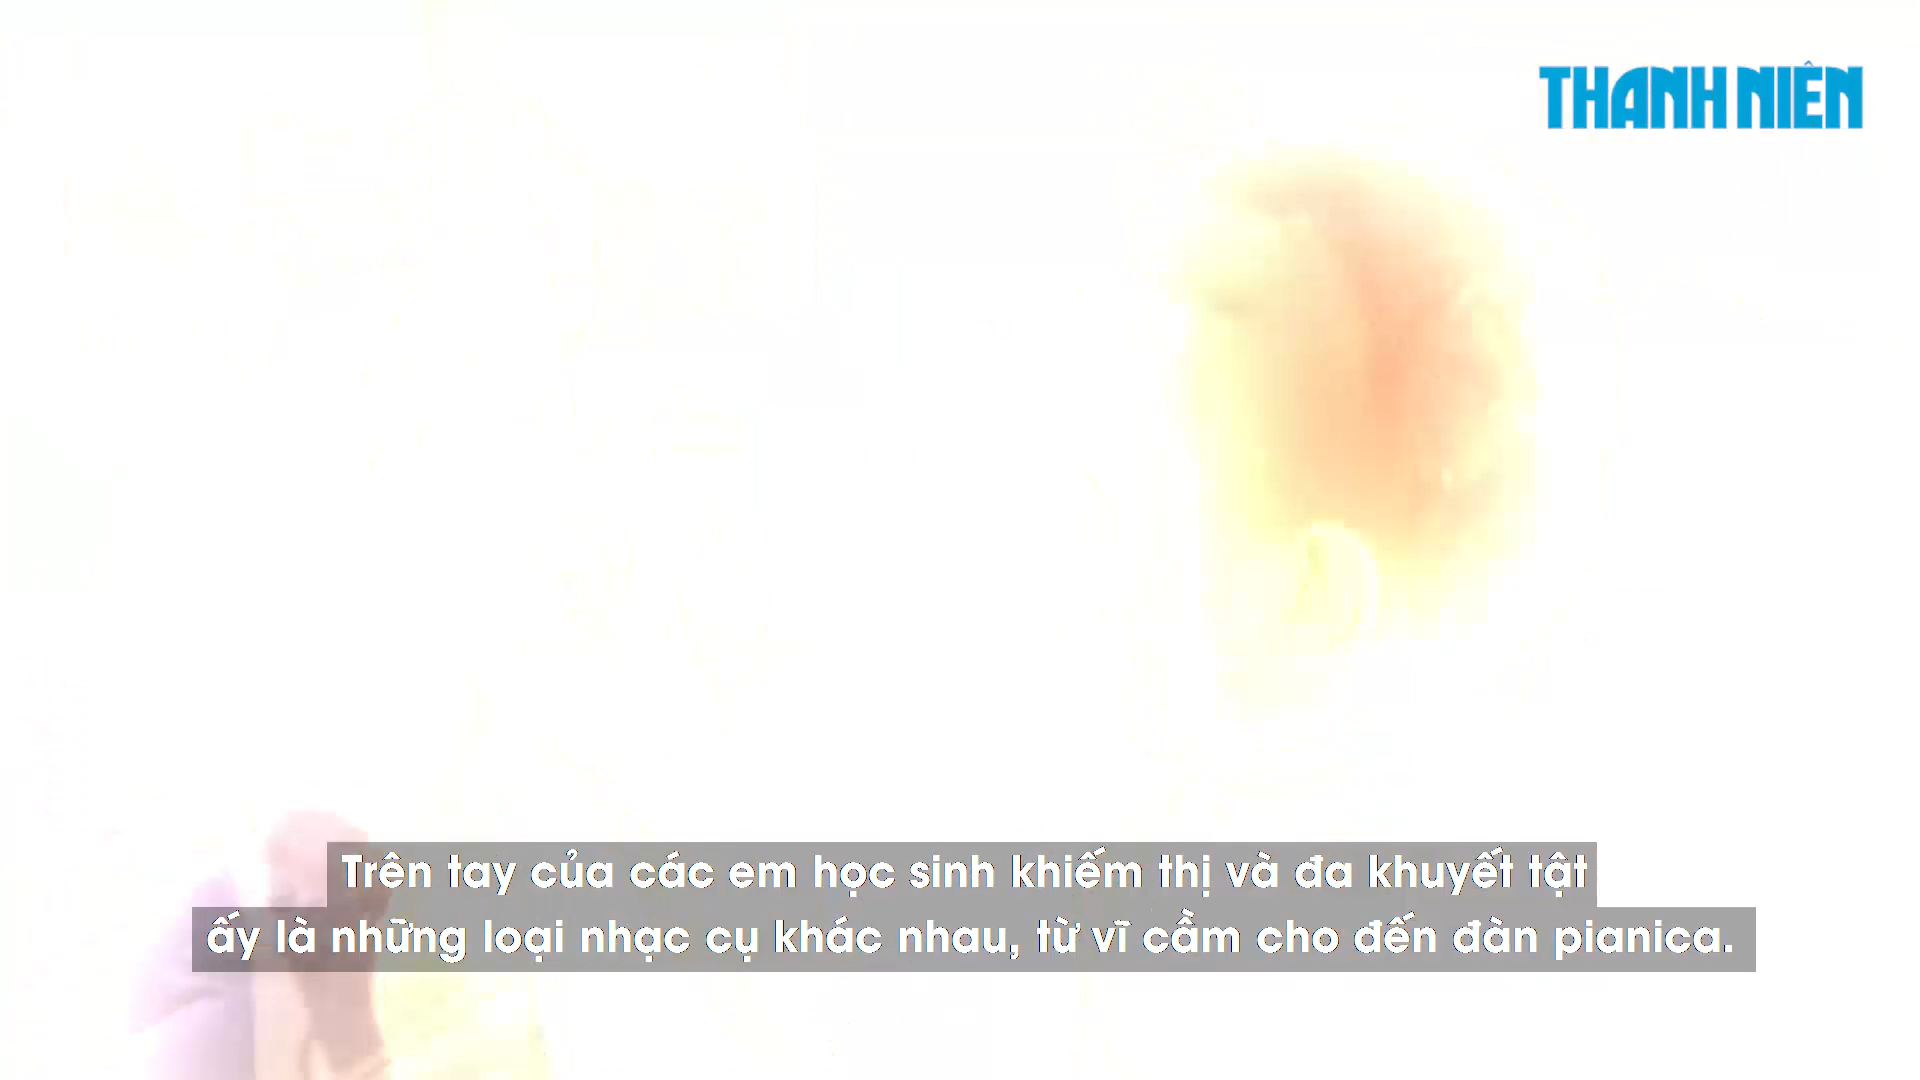 THANH NIÊN
Trên tay của các em học sinh khiếm thị và đa khuyết tật
ấy là những loại nhạc cụ khác nhau, từ vĩ cầm cho đến đàn pianica.